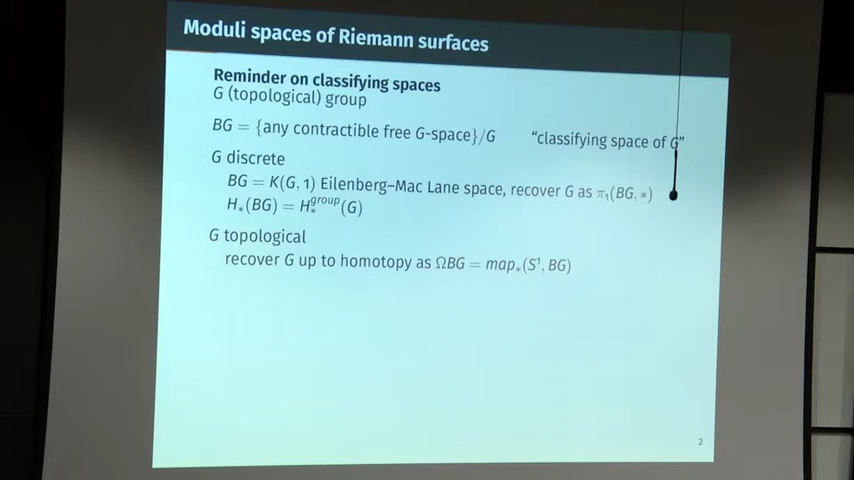 Moduli spaces of Riemann surfaces
Reminder on classifying spaces
G (topological) group
BG = {any contractible free G-space}/G “classifying space of G”
G discrete
BG = K(G, 1) Eilenberg–Mac Lane space, recover G as π₁(BG, ∗)
H∗(BG) = H∗^group(G)
G topological
recover G up to homotopy as ΩBG = map∗(S¹, BG)
2